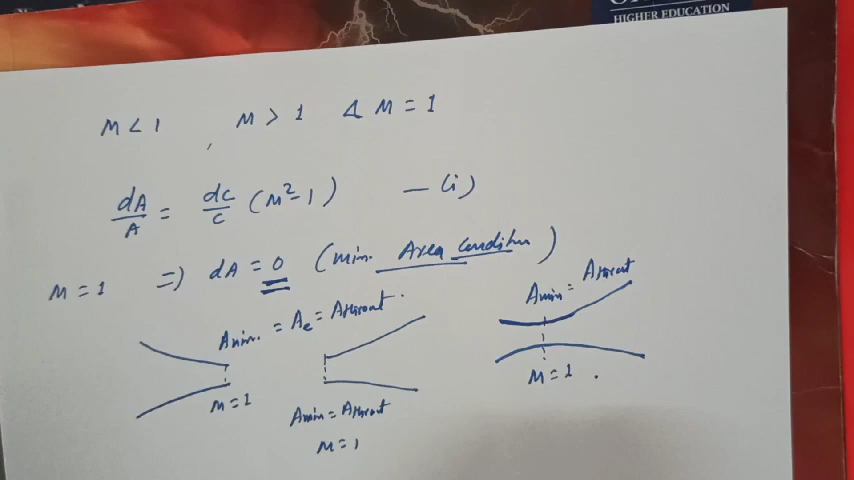 HIGHER EDUCATION
M < 1 , M > 1 & M = 1
dA/A = dc/c (M²-1) — (i)
M = 1 => dA = 0 (min. Area Condition)
Amin. = Ae = Athroat.
Amin = Athroat
M = 1
Amin = Athroat
M = 1
M = 1 .